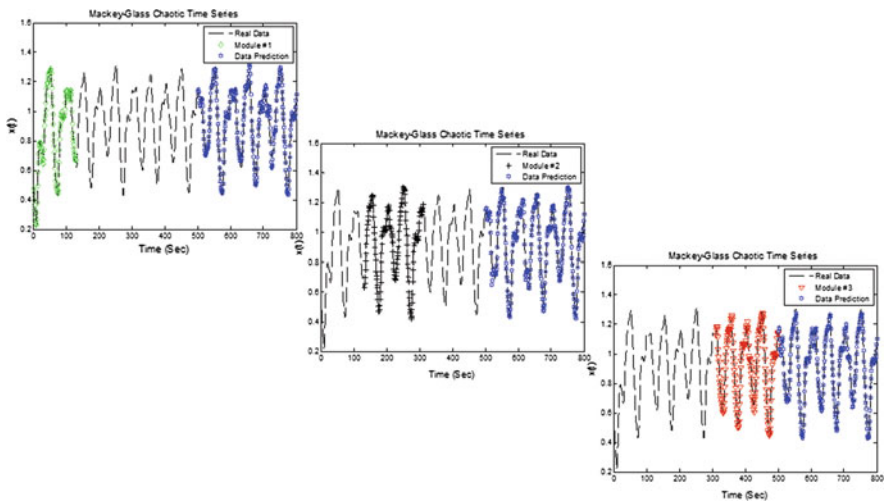 Mackey-Glass Chaotic Time Series
1.6
1.4
1.2
1
0.8
0.6
0.4
0.2
x(t)
Real Data
Module #1
Data Prediction
0 100 200 300 400 500 600 700 800
Time (Sec)
Mackey-Glass Chaotic Time Series
1.6
1.4
1.2
1
0.8
0.6
0.4
0.2
x(t)
Real Data
Module #2
Data Prediction
0 100 200 300 400 500 600 700 800
Time (Sec)
Mackey-Glass Chaotic Time Series
1.6
1.4
1.2
1
0.8
0.6
0.4
0.2
x(t)
Real Data
Module #3
Data Prediction
0 100 200 300 400 500 600 700 800
Time (Sec)